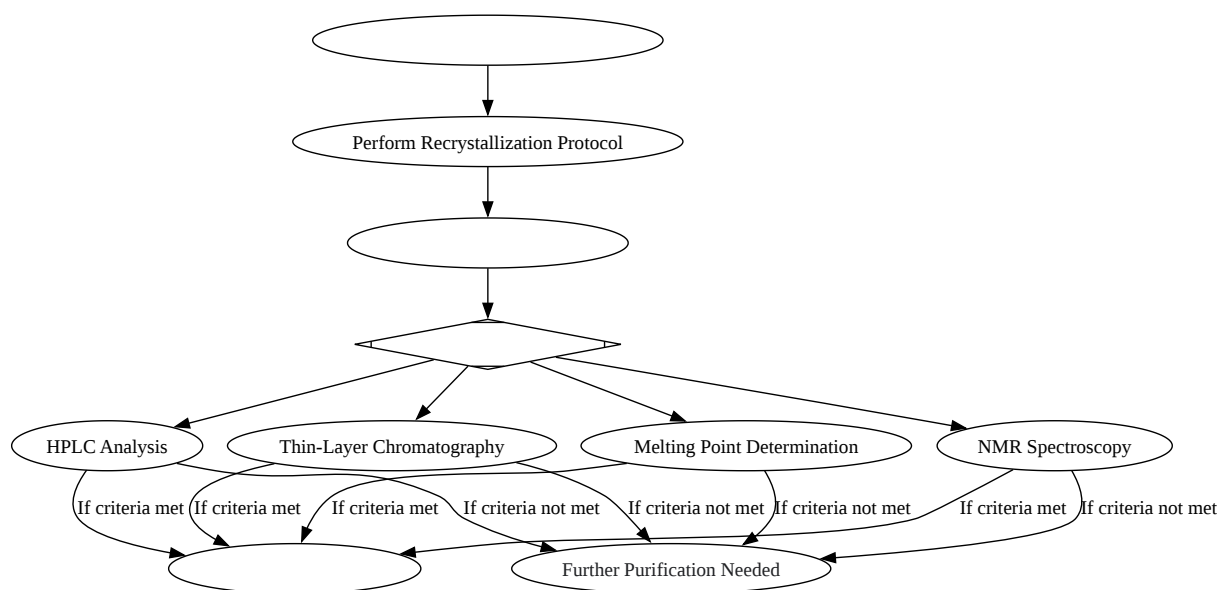 Perform Recrystallization Protocol
HPLC Analysis
Thin-Layer Chromatography
Melting Point Determination
NMR Spectroscopy
If criteria met
If criteria met
If criteria met
If criteria not met
If criteria not met
If criteria not met
If criteria met
If criteria not met
Further Purification Needed